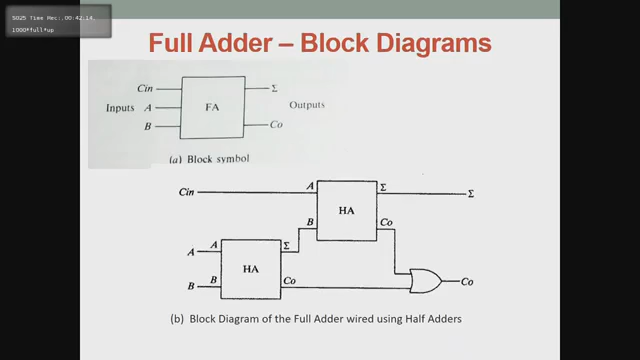 5025 Time Rec:.00:42.14,
1000*full*up
Full Adder – Block Diagrams
Cin
Σ
Inputs A
FA
Outputs
B
Co
(a) Block symbol
Cin
A
Σ
Σ
HA
B
Co
A
A
Σ
HA
B
B
Co
Co
(b) Block Diagram of the Full Adder wired using Half Adders